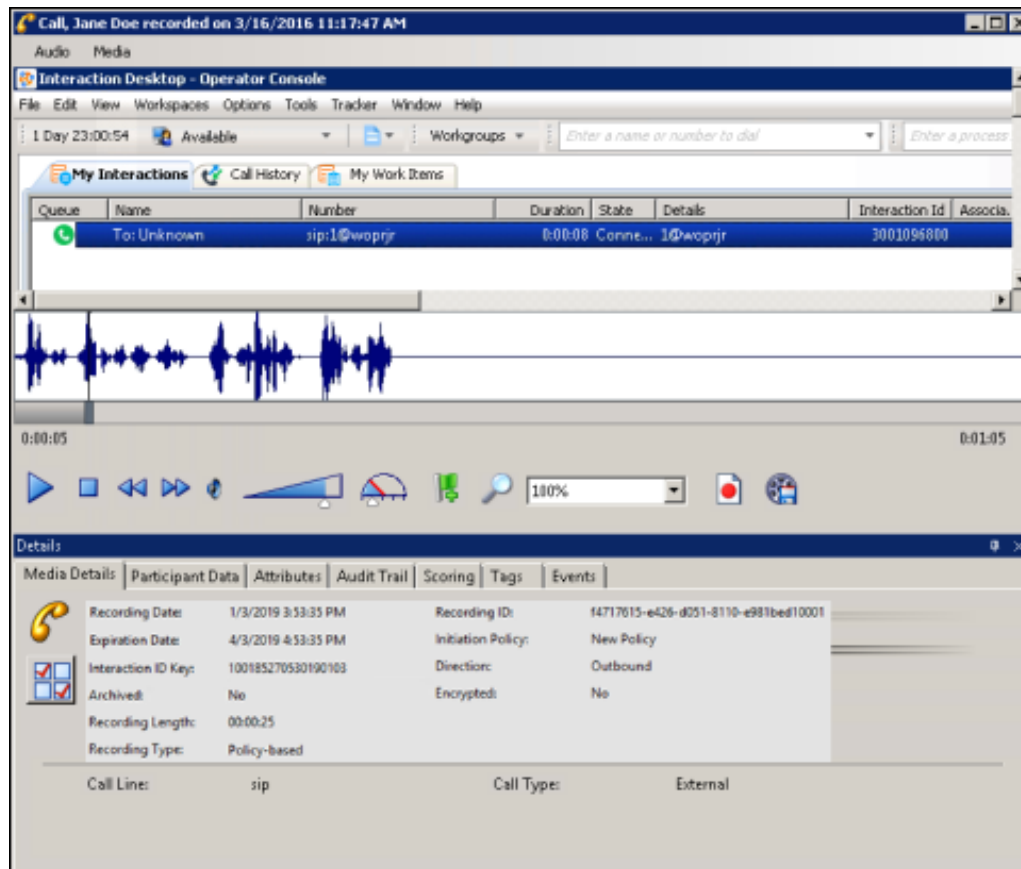 Call, Jane Doe recorded on 3/16/2016 11:17:47 AM
Audio Media
Interaction Desktop - Operator Console
File Edit View Workspaces Options Tools Tracker Window Help
1 Day 23:00:54 Available Workgroups Enter a name or number to dial Enter a process
My Interactions Call History My Work Items
Queue Name Number Duration State Details Interaction Id Associa.
To: Unknown sip:1@woprjr 0:00:08 Conne... 1@woprjr 3001096800
0:00:05 0:01:05
100%
Details
Media Details Participant Data Attributes Audit Trail Scoring Tags Events
Recording Date: 1/3/2019 3:53:35 PM Recording ID: f4717615-e426-d051-8110-e981bed10001
Expiration Date: 4/3/2019 4:53:35 PM Initiation Policy: New Policy
Interaction ID Key: 100185270530190103 Direction: Outbound
Archived: No Encrypted: No
Recording Length: 00:00:25
Recording Type: Policy-based
Call Line: sip Call Type: External